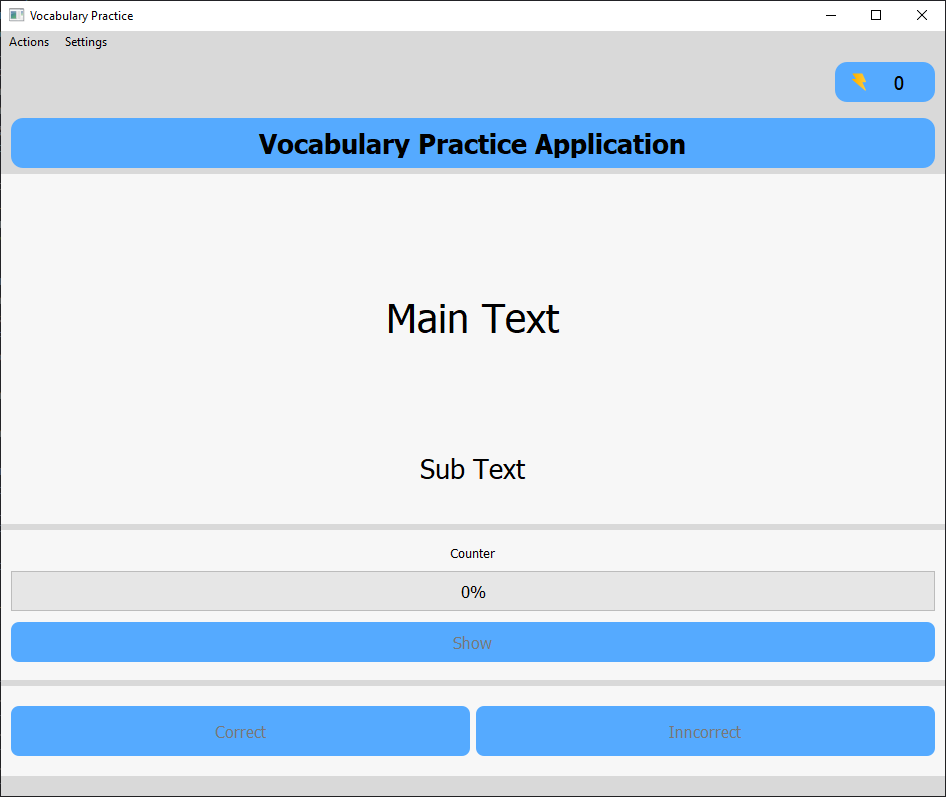 Vocabulary Practice
Actions Settings
0
Vocabulary Practice Application
Main Text
Sub Text
Counter
0%
Show
Correct Inncorrect